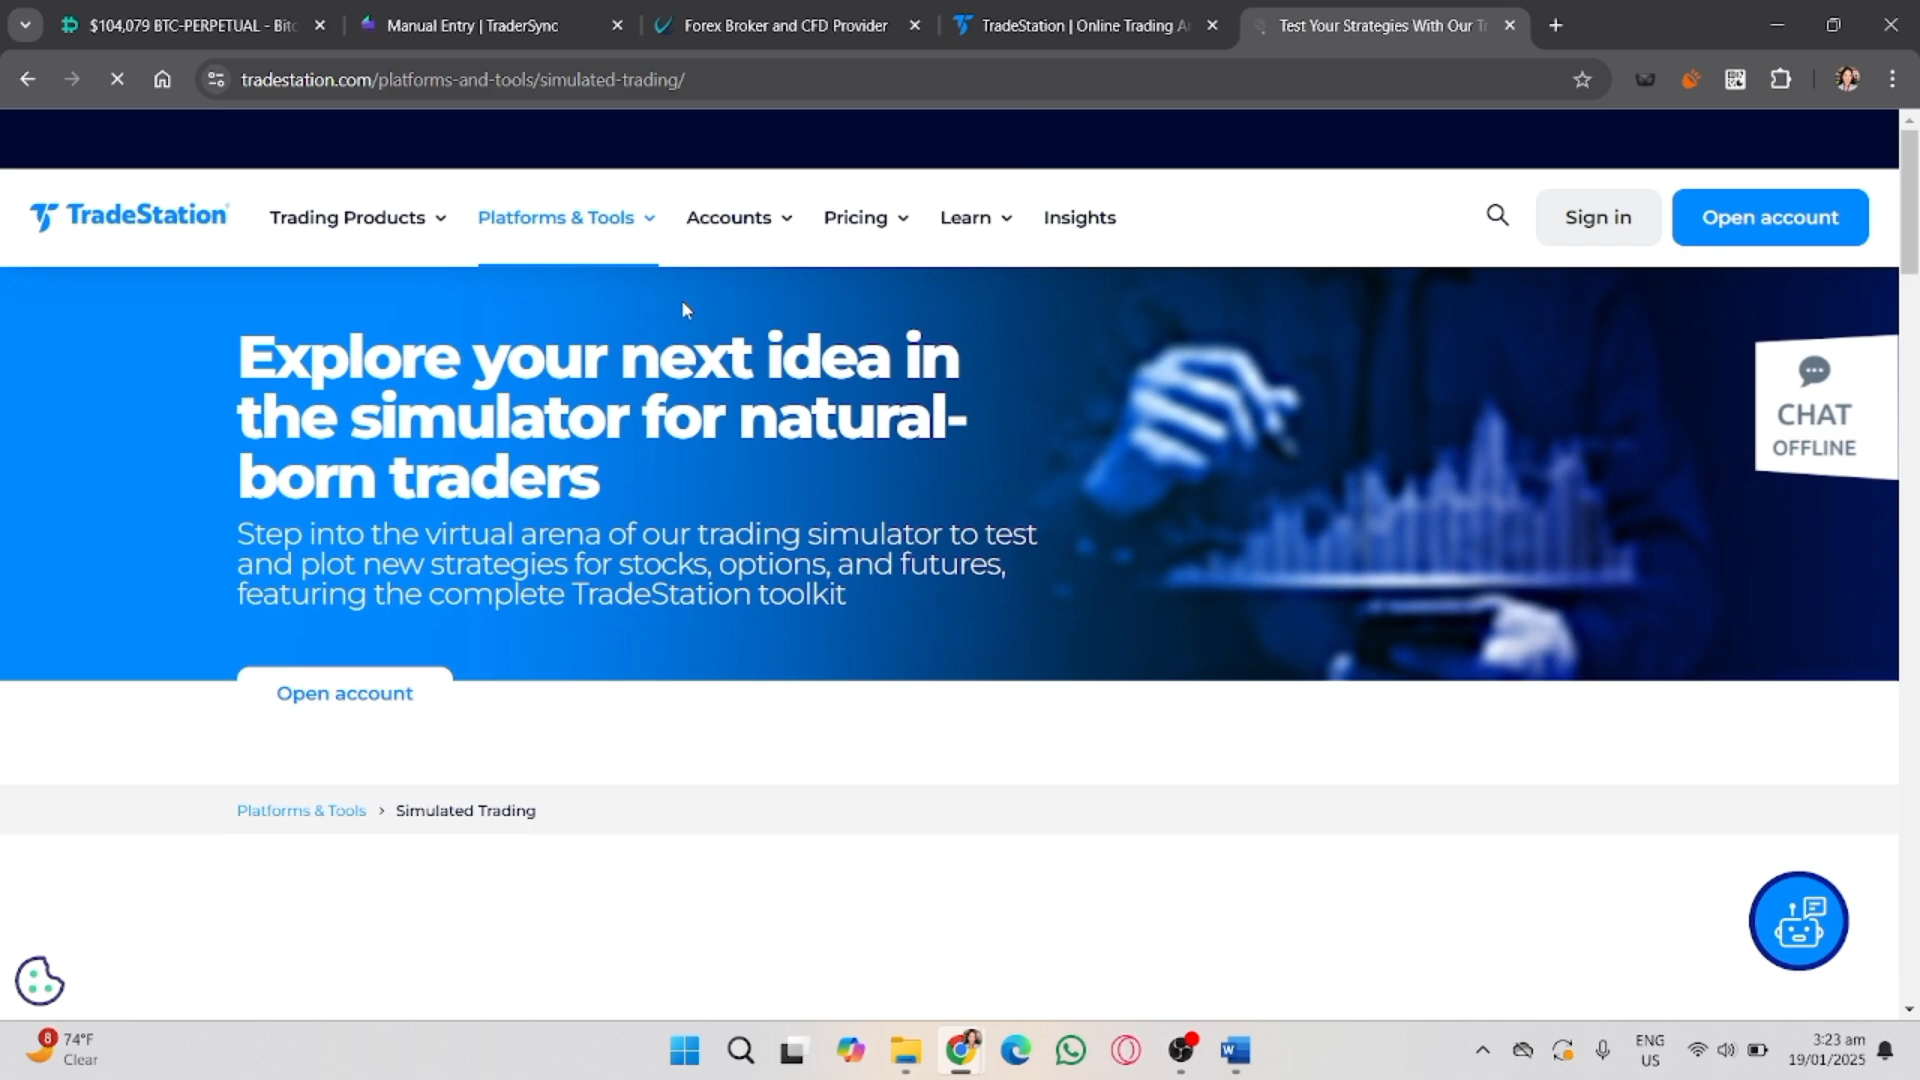 $104,079 BTC-PERPETUAL - Bitc
Manual Entry | TraderSync
Forex Broker and CFD Provider
TradeStation | Online Trading A
Test Your Strategies With Our Tr
tradestation.com/platforms-and-tools/simulated-trading/
TradeStation
Trading Products
Platforms & Tools
Accounts
Pricing
Learn
Insights
Sign in
Open account
Explore your next idea in
the simulator for natural-
born traders
Step into the virtual arena of our trading simulator to test
and plot new strategies for stocks, options, and futures,
featuring the complete TradeStation toolkit
CHAT
OFFLINE
Open account
Platforms & Tools > Simulated Trading
8
74°F
Clear
W
ENG
US
3:23 am
19/01/2025